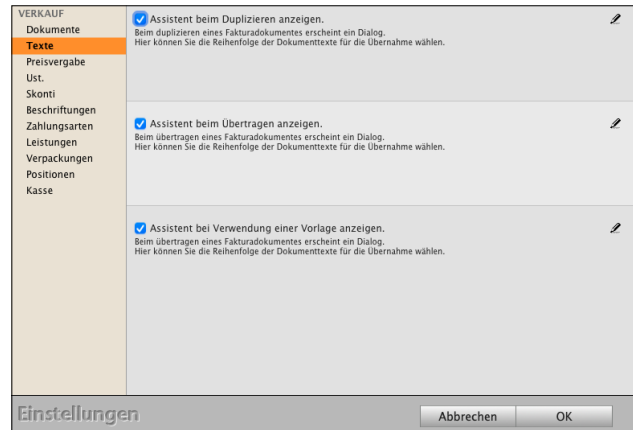 VERKAUF
Dokumente
Texte
Preisvergabe
Ust.
Skonti
Beschriftungen
Zahlungsarten
Leistungen
Verpackungen
Positionen
Kasse
Assistent beim Duplizieren anzeigen.
Beim duplizieren eines Fakturadokumentes erscheint ein Dialog.
Hier können Sie die Reihenfolge der Dokumenttexte für die Übernahme wählen.
Assistent beim Übertragen anzeigen.
Beim übertragen eines Fakturadokumentes erscheint ein Dialog.
Hier können Sie die Reihenfolge der Dokumenttexte für die Übernahme wählen.
Assistent bei Verwendung einer Vorlage anzeigen.
Beim übertragen eines Fakturadokumentes erscheint ein Dialog.
Hier können Sie die Reihenfolge der Dokumenttexte für die Übernahme wählen.
Einstellungen
Abbrechen
OK